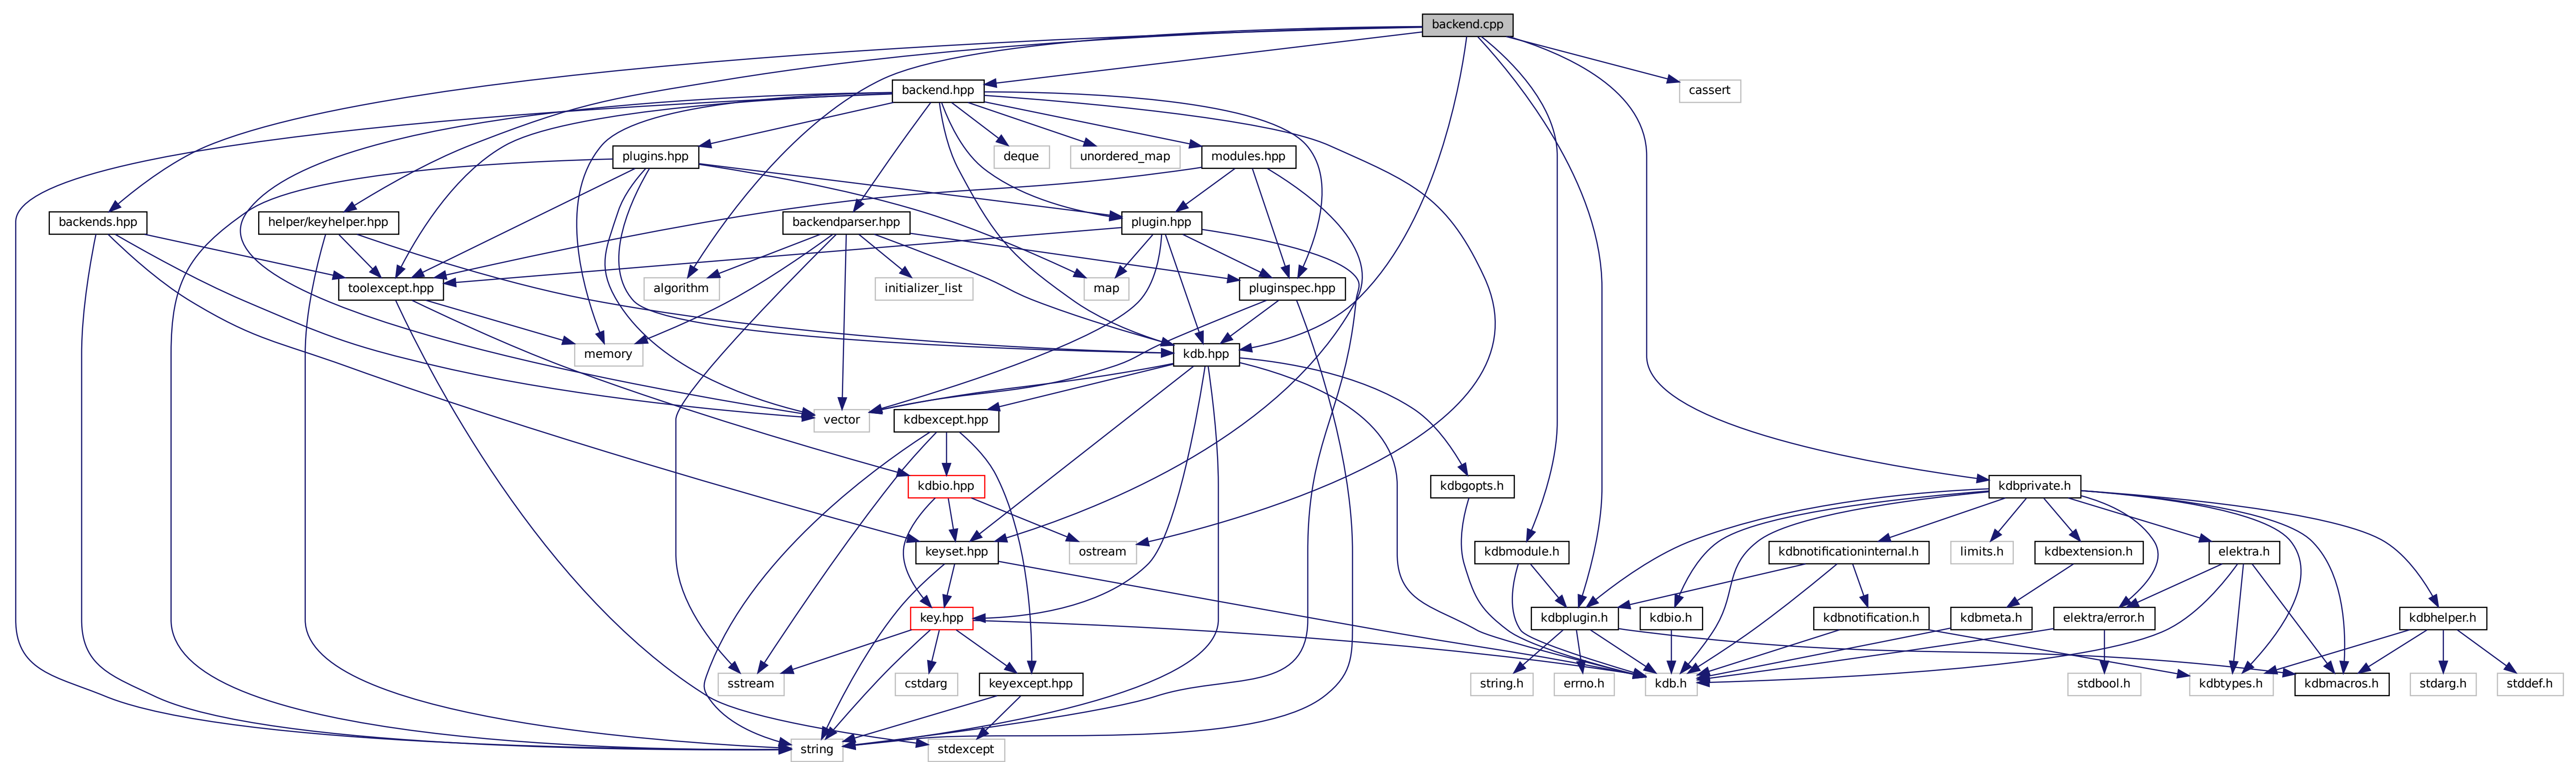 backend.cpp
backend.hpp
cassert
plugins.hpp
deque
unordered_map
modules.hpp
backends.hpp
helper/keyhelper.hpp
backendparser.hpp
plugin.hpp
toolexcept.hpp
algorithm
initializer_list
map
pluginspec.hpp
memory
kdb.hpp
vector
kdbexcept.hpp
kdbio.hpp
kdbgopts.h
kdbprivate.h
keyset.hpp
ostream
kdbmodule.h
kdbnotificationinternal.h
limits.h
kdbextension.h
elektra.h
key.hpp
kdbplugin.h
kdbio.h
kdbnotification.h
kdbmeta.h
elektra/error.h
kdbhelper.h
sstream
cstdarg
keyexcept.hpp
string.h
errno.h
kdb.h
stdbool.h
kdbtypes.h
kdbmacros.h
stdarg.h
stddef.h
string
stdexcept